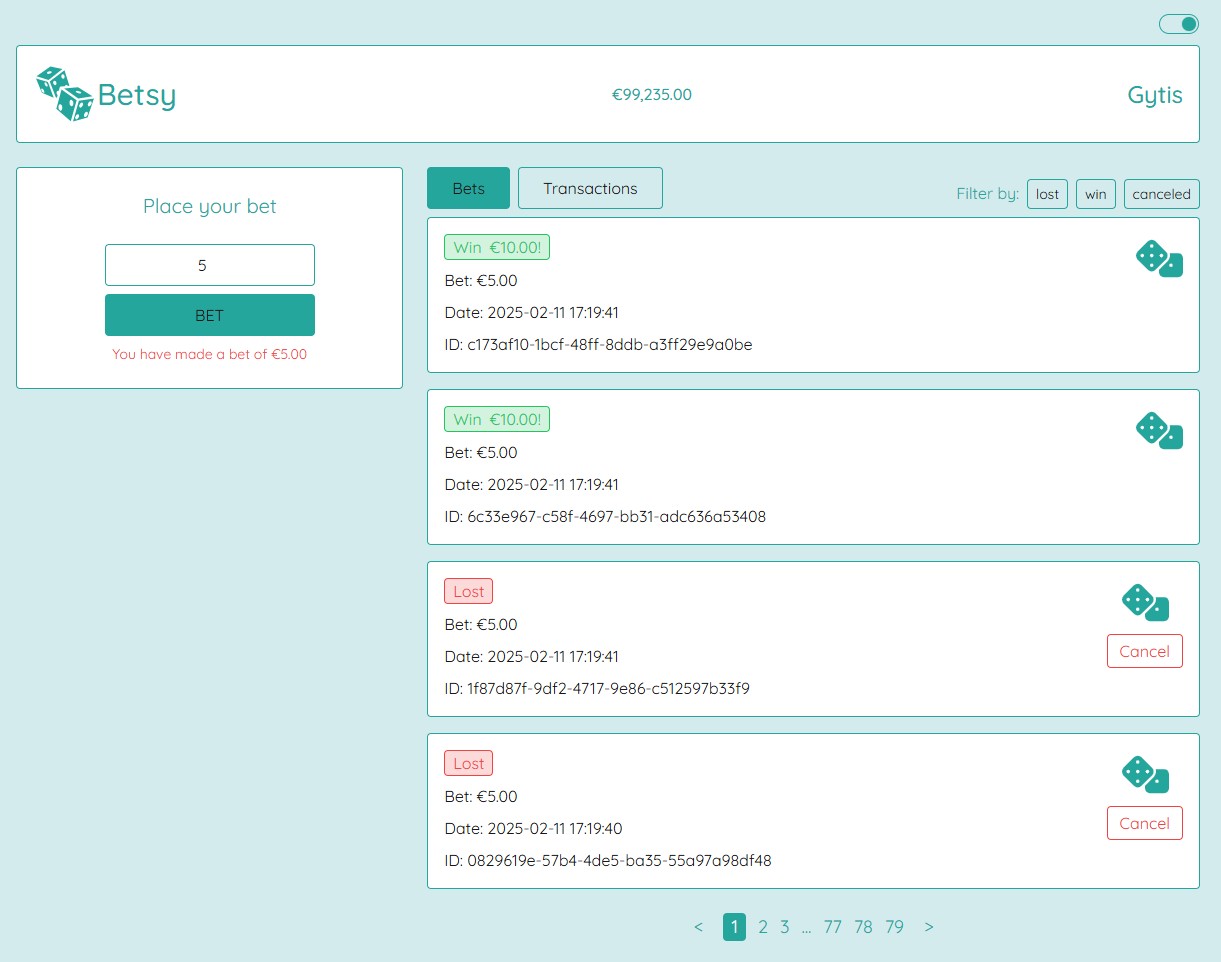 Betsy
€99,235.00
Gytis
Place your bet
5
BET
You have made a bet of €5.00
Bets
Transactions
Filter by: lost win canceled
Win €10.00!
Bet: €5.00
Date: 2025-02-11 17:19:41
ID: c173af10-1bcf-48ff-8ddb-a3ff29e9a0be
Win €10.00!
Bet: €5.00
Date: 2025-02-11 17:19:41
ID: 6c33e967-c58f-4697-bb31-adc636a53408
Lost
Bet: €5.00
Date: 2025-02-11 17:19:41
ID: 1f87d87f-9df2-4717-9e86-c512597b33f9
Cancel
Lost
Bet: €5.00
Date: 2025-02-11 17:19:40
ID: 0829619e-57b4-4de5-ba35-55a97a98df48
Cancel
< 1 2 3 ... 77 78 79 >